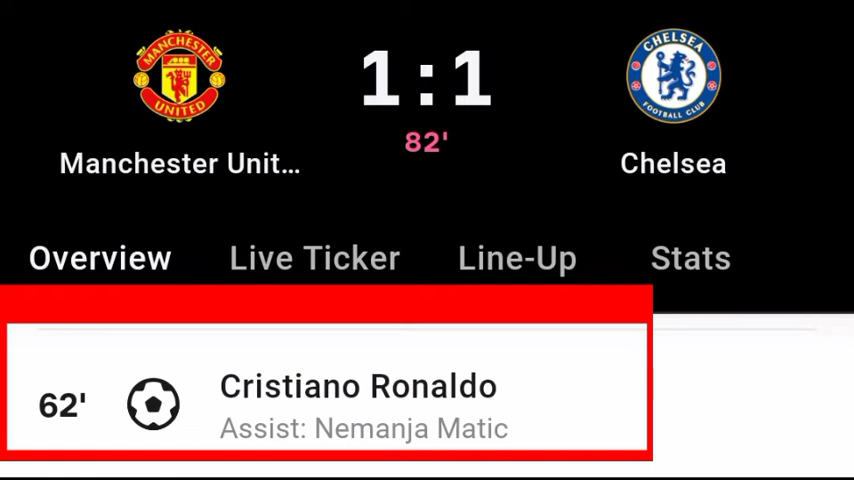 MANCHESTER
UNITED
1:1
CHELSEA
FOOTBALL CLUB
82'
Manchester Unit...
Chelsea
Overview
Live Ticker
Line-Up
Stats
62'
Cristiano Ronaldo
Assist: Nemanja Matic